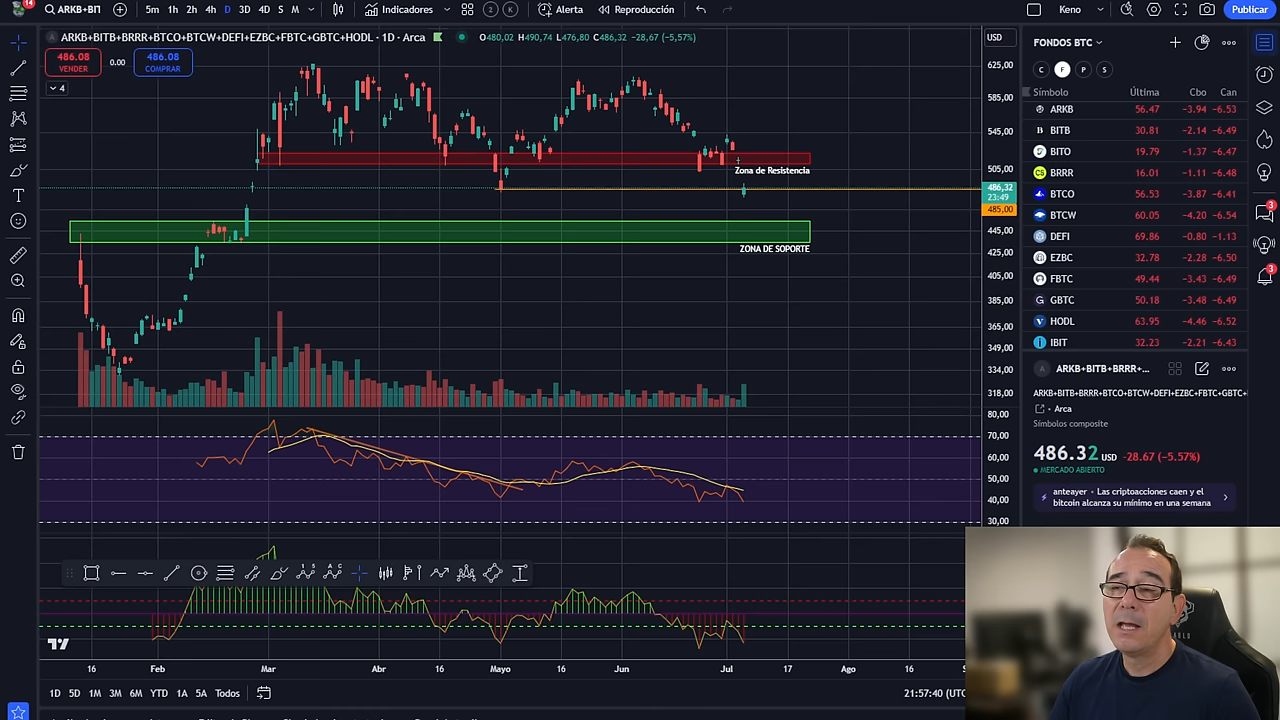 14
ARKB+ВП
5m 1h 2h 4h D 3D 4D S M
Indicadores
2 K
Alerta
Reproducción
Keno
Publicar
ARKB+BITB+BRRR+BTCO+BTCW+DEFI+EZBC+FBTC+GBTC+HODL · 1D · Arca
O480,02 H490,74 L476,80 C486,32 −28,67 (−5,57%)
486.08
VENDER
0.00
486.08
COMPRAR
4
USD
625,00
585,00
545,00
505,00
486,32
23:49
485,00
445,00
425,00
405,00
385,00
365,00
349,00
334,00
318,00
80,00
70,00
60,00
50,00
40,00
30,00
Zona de Resistencia
ZONA DE SOPORTE
16 Feb Mar Abr 16 Mayo 16 Jun Jul 17 Ago 16
1D 5D 1M 3M 6M YTD 1A 5A Todos
21:57:40 (UTC
FONDOS BTC
C F P S
Símbolo Última Cbo Can
ARKB 56.47 −3.94 −6.53
BITB 30.81 −2.14 −6.49
BITO 19.79 −1.37 −6.47
BRRR 16.01 −1.11 −6.48
BTCO 56.53 −3.87 −6.41
BTCW 60.05 −4.20 −6.54
DEFI 69.86 −0.80 −1.13
EZBC 32.78 −2.28 −6.50
FBTC 49.44 −3.43 −6.49
GBTC 50.18 −3.48 −6.49
HODL 63.95 −4.46 −6.52
IBIT 32.23 −2.21 −6.43
ARKB+BITB+BRRR+...
ARKB+BITB+BRRR+BTCO+BTCW+DEFI+EZBC+FBTC+GBTC+
Arca
Símbolos composite
486.32 USD −28.67 (−5.57%)
MERCADO ABIERTO
anteayer • Las criptoacciones caen y el
bitcoin alcanza su mínimo en una semana
3
3